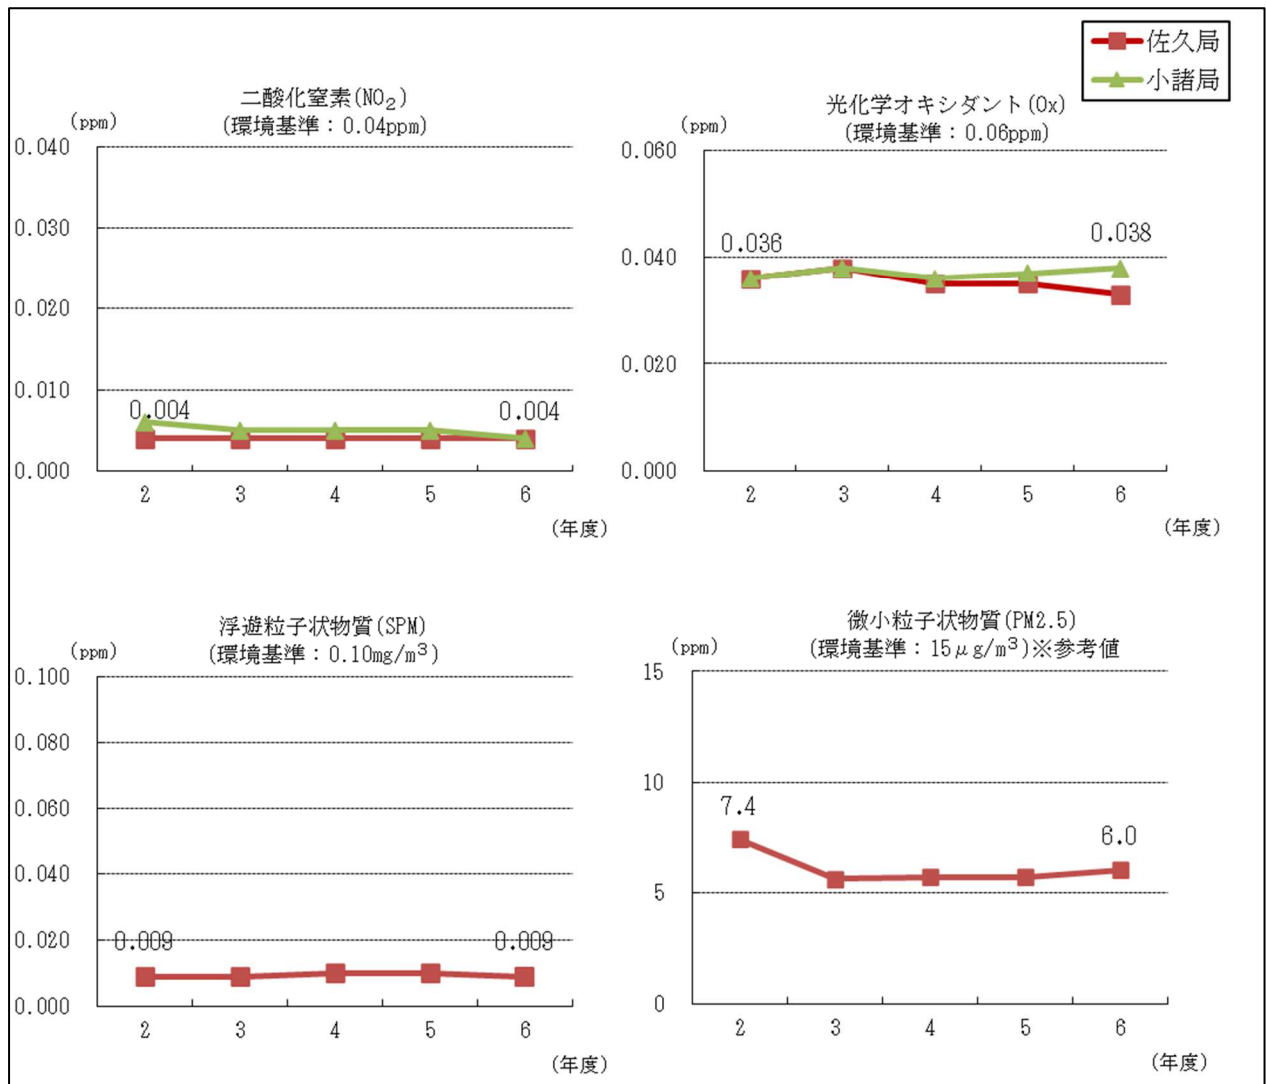 佐久局
小諸局
二酸化窒素(NO₂)
(環境基準：0.04ppm)
(ppm)
0.040
0.030
0.020
0.010
0.000
0.004
0.004
2 3 4 5 6
(年度)
光化学オキシダント(Ox)
(環境基準：0.06ppm)
(ppm)
0.060
0.040
0.020
0.000
0.036
0.038
2 3 4 5 6
(年度)
浮遊粒子状物質(SPM)
(環境基準：0.10mg/m³)
(ppm)
0.100
0.080
0.060
0.040
0.020
0.000
0.009
0.009
2 3 4 5 6
(年度)
微小粒子状物質(PM2.5)
(環境基準：15μg/m³)※参考値
(ppm)
15
10
5
0
7.4
6.0
2 3 4 5 6
(年度)